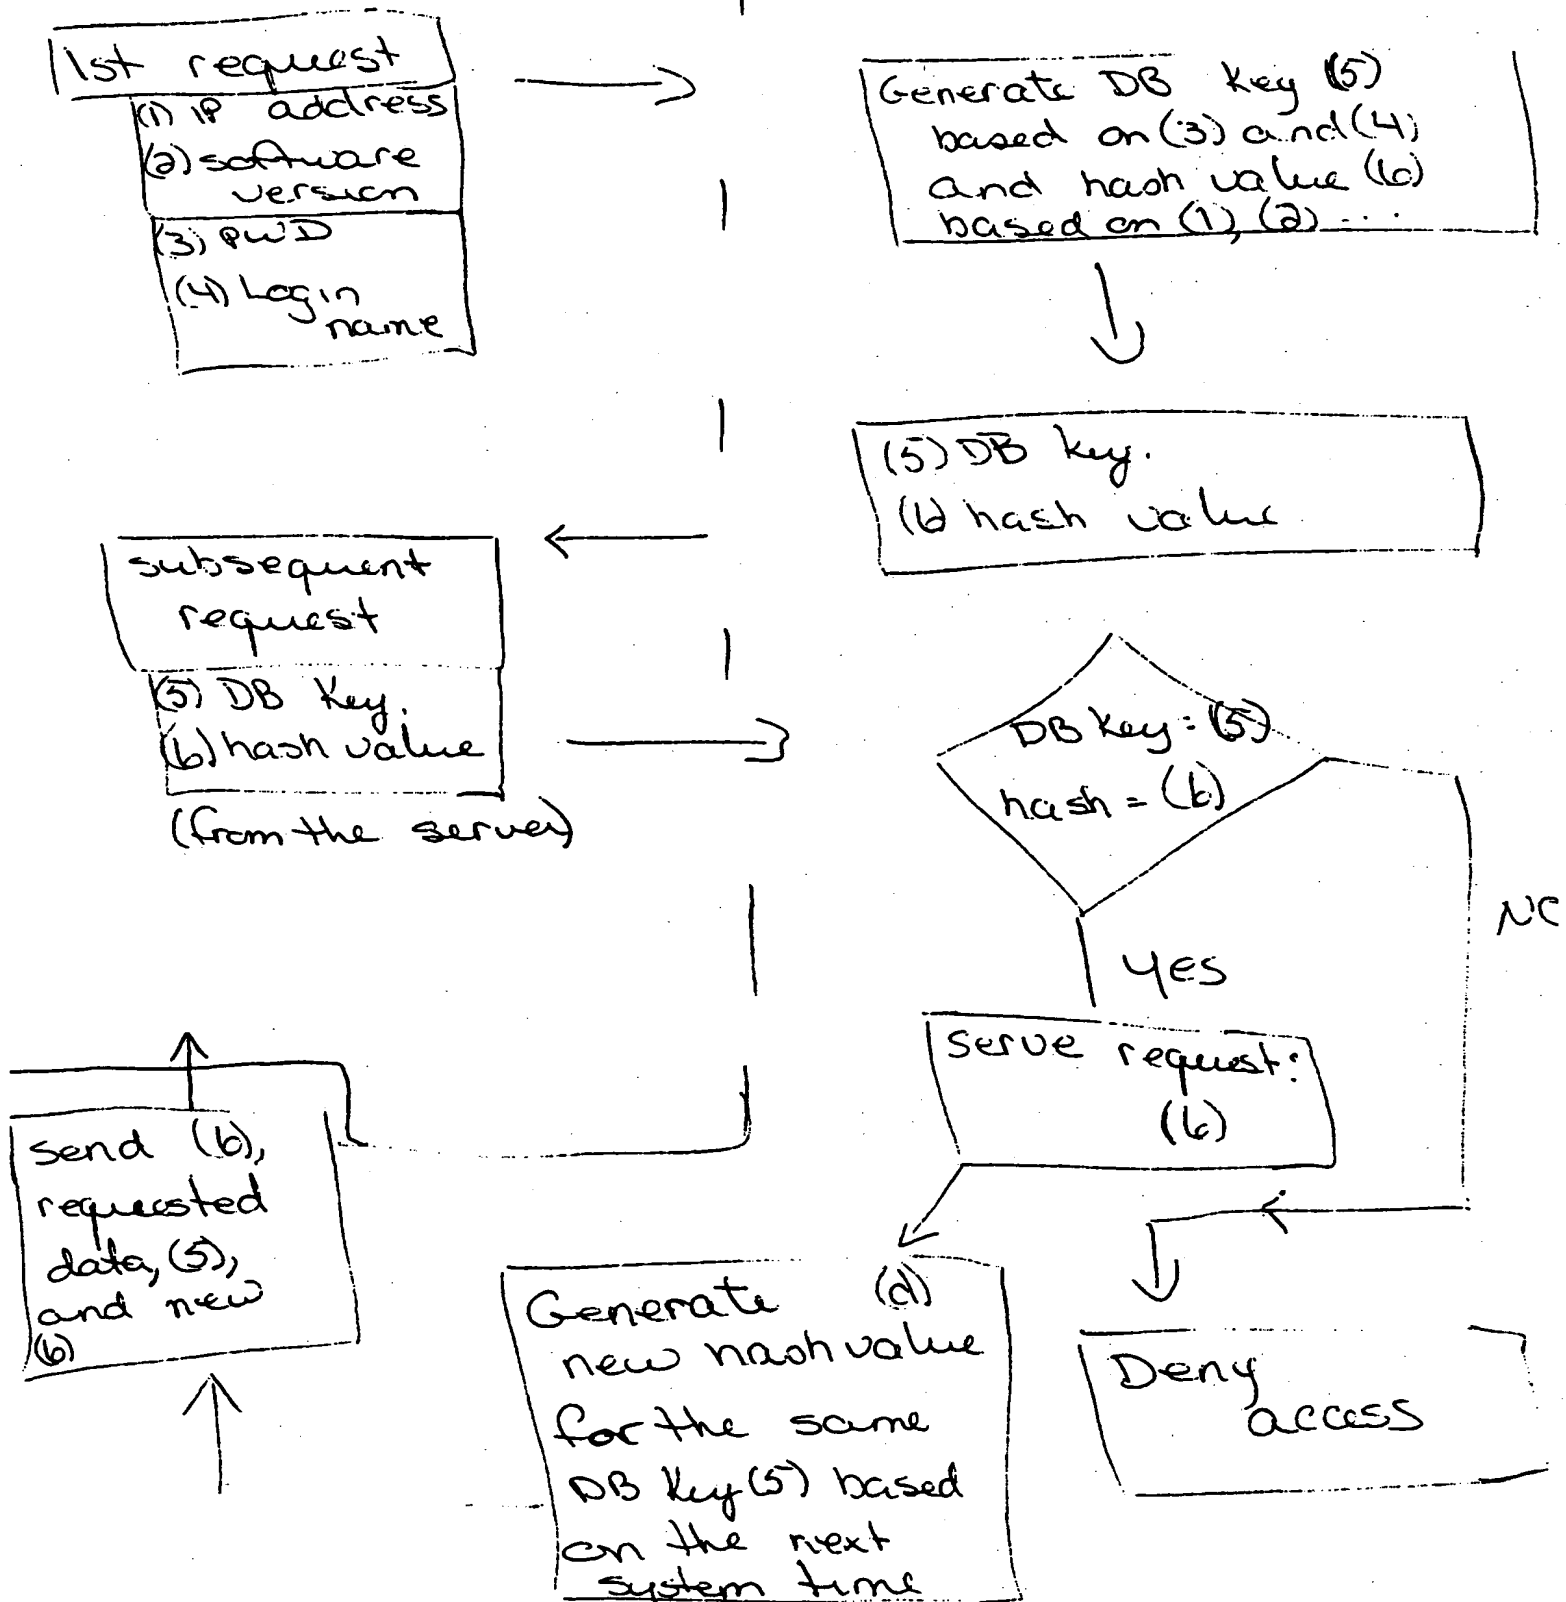 1st request
(1) IP address
(2) software
version
(3) PWD
(4) Login
name
Generate DB key (5)
based on (3) and (4)
and hash value (6)
based on (1), (2) ...
(5) DB key.
(6) hash value
subsequent
request
(5) DB key.
(6) hash value
(from the server)
DB key = (5)
hash = (6)
NO
yes
serve request:
(6)
send (6),
requested
data, (5),
and new
(6)
Generate (d)
new hash value
for the same
DB key (5) based
on the next
system time
Deny
access